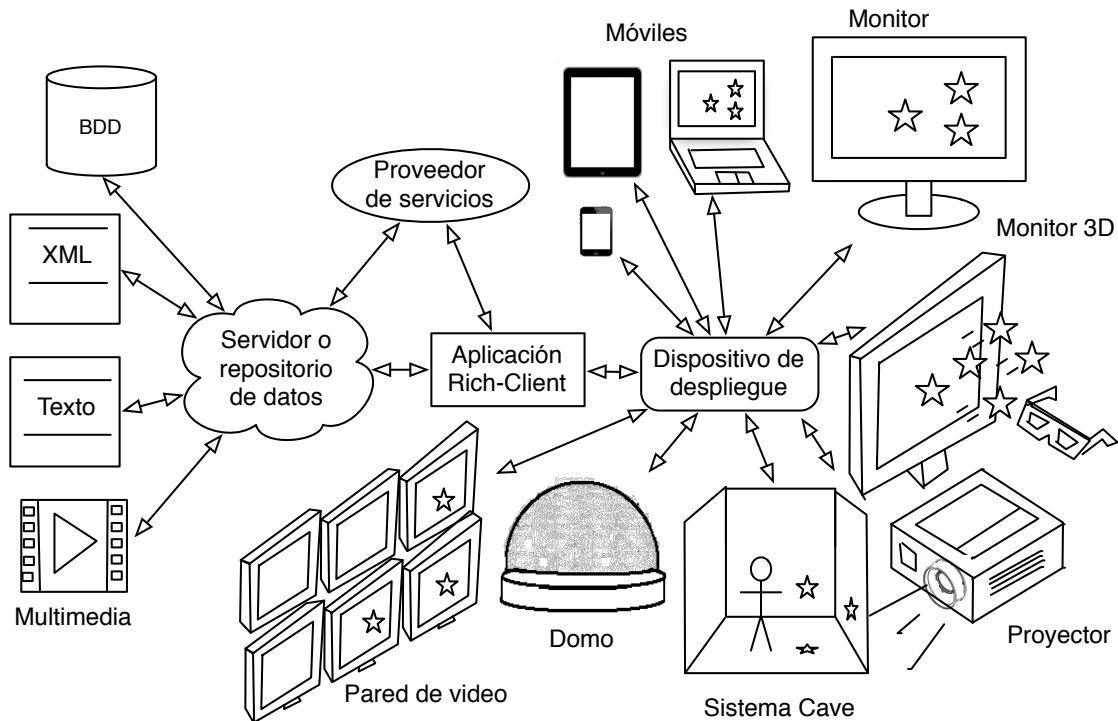 Móviles
Monitor
BDD
Proveedor
de servicios
XML
Monitor 3D
Servidor o
repositorio
de datos
Aplicación
Rich-Client
Dispositivo de
despliegue
Texto
Multimedia
Domo
Proyector
Pared de video
Sistema Cave